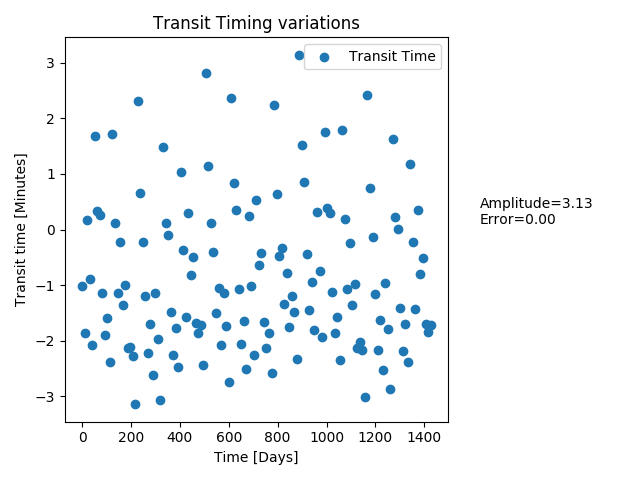 Transit Timing variations
Transit Time
3
2
1
0
−1
−2
−3
Transit time [Minutes]
Amplitude=3.13
Error=0.00
0 200 400 600 800 1000 1200 1400
Time [Days]